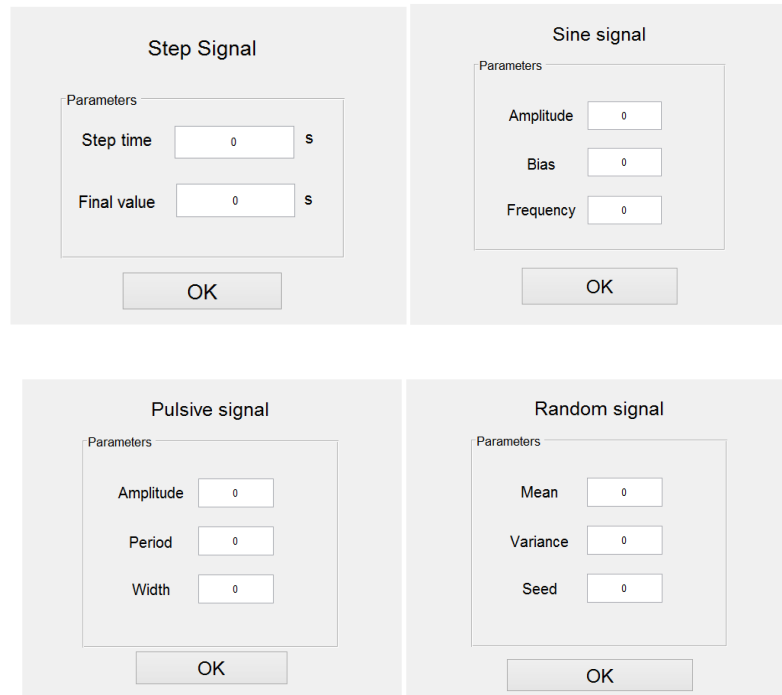 Step Signal
Parameters
Step time 0 s
Final value 0 s
OK
Sine signal
Parameters
Amplitude 0
Bias 0
Frequency 0
OK
Pulsive signal
Parameters
Amplitude 0
Period 0
Width 0
OK
Random signal
Parameters
Mean 0
Variance 0
Seed 0
OK